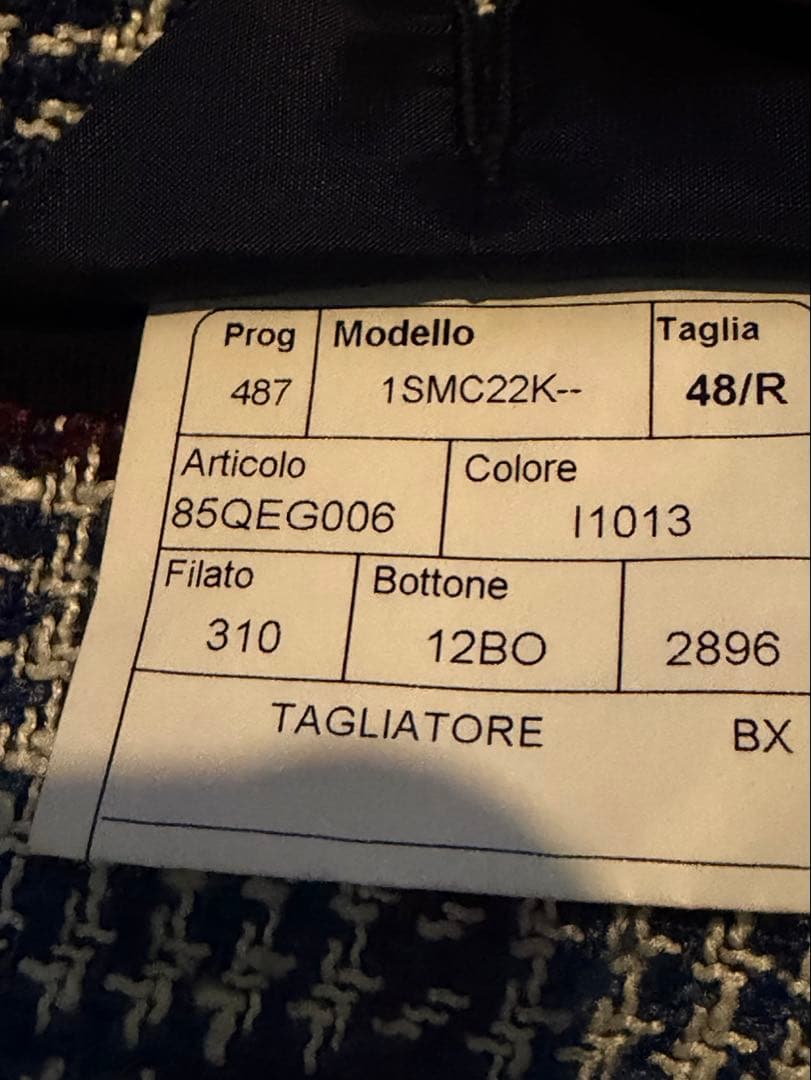 Prog Modello Taglia
487 1SMC22K-- 48/R
Articolo Colore
85QEG006 I1013
Filato Bottone
310 12BO 2896
TAGLIATORE BX